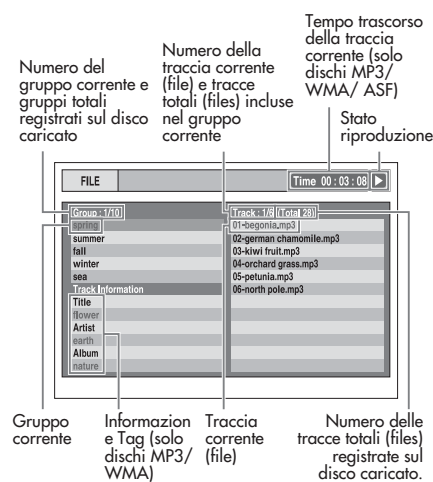 Tempo trascorso
della traccia
corrente (solo
dischi MP3/
WMA/ ASF)
Numero della
traccia corrente
(file) e tracce
totali (files) incluse
nel gruppo
corrente
Numero del
gruppo corrente e
gruppi totali
registrati sul disco
caricato
Stato
riproduzione
FILE
Time 00 : 03 : 08
Group : 1/10
spring
summer
fall
winter
sea
Track Information
Title
flower
Artist
earth
Album
nature
Track : 1/6 (Total 28)
01-begonia.mp3
02-german chamomile.mp3
03-kiwi fruit.mp3
04-orchard grass.mp3
05-petunia.mp3
06-north pole.mp3
Gruppo
corrente
Informazion
e Tag (solo
dischi MP3/
WMA)
Traccia
corrente
(file)
Numero delle
tracce totali (files)
registrate sul
disco caricato.